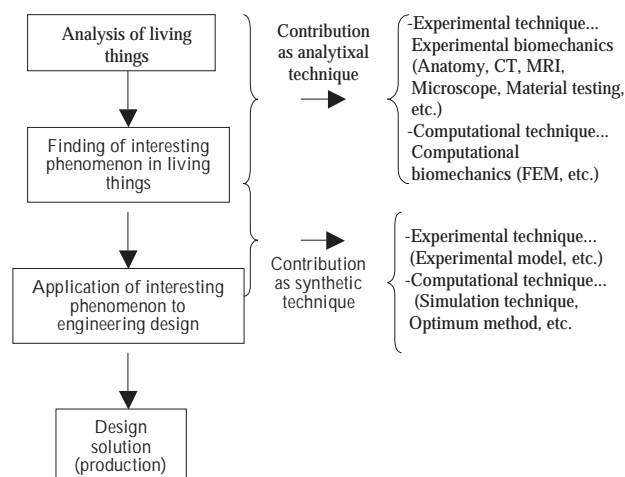 Analysis of living
things
Finding of interesting
phenomenon in living
things
Application of interesting
phenomenon to
engineering design
Design
solution
(production)
Contribution
as analytixal
technique
Contribution
as synthetic
technique
-Experimental technique...
Experimental biomechanics
(Anatomy, CT, MRI,
Microscope, Material testing,
etc.)
-Computational technique...
Computational
biomechanics (FEM, etc.)
-Experimental technique...
(Experimental model, etc.)
-Computational technique...
(Simulation technique,
Optimum method, etc.